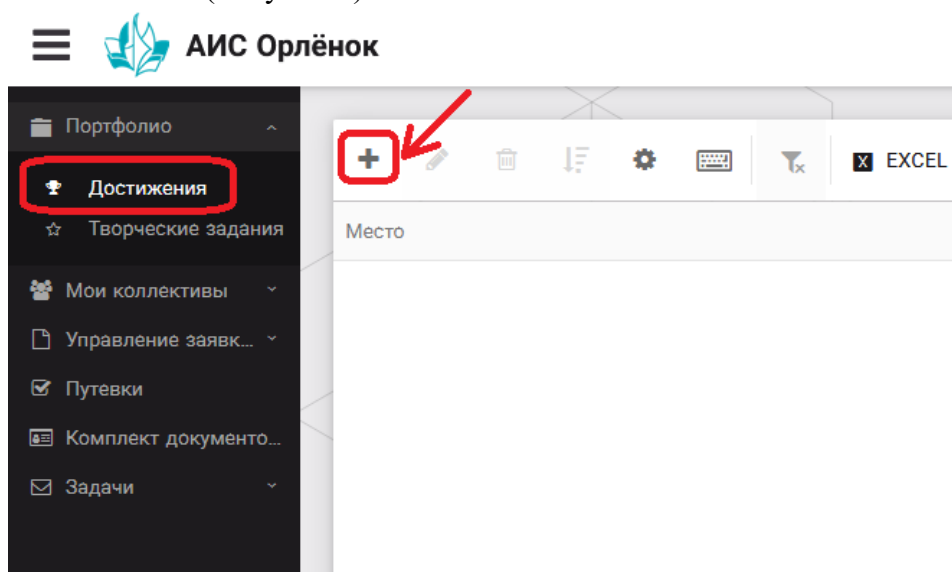 АИС Орлёнок
Портфолио
Достижения
Творческие задания
Мои коллективы
Управление заявк...
Путевки
Комплект документо...
Задачи
X EXCEL
Место